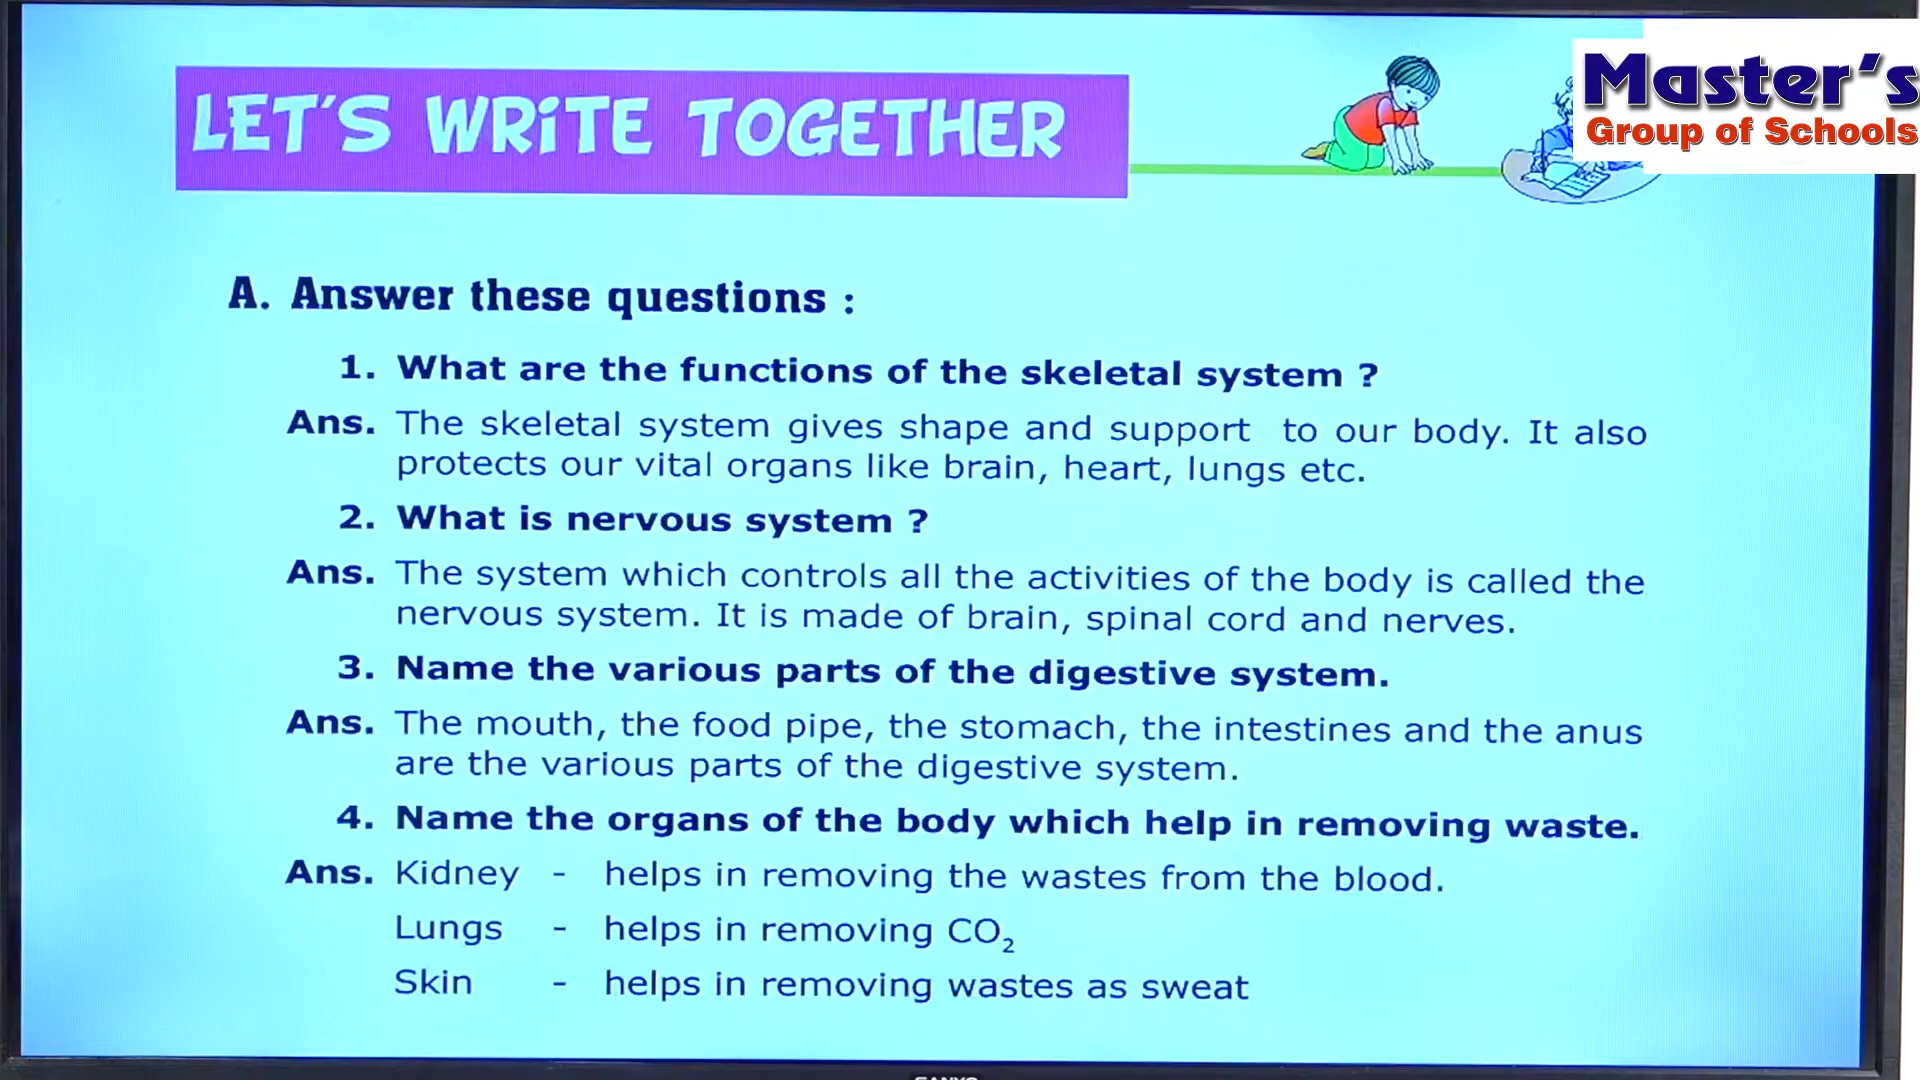 LET'S WRiTE TOGETHER
Master's
Group of Schools
A. Answer these questions :
1. What are the functions of the skeletal system ?
Ans. The skeletal system gives shape and support to our body. It also
protects our vital organs like brain, heart, lungs etc.
2. What is nervous system ?
Ans. The system which controls all the activities of the body is called the
nervous system. It is made of brain, spinal cord and nerves.
3. Name the various parts of the digestive system.
Ans. The mouth, the food pipe, the stomach, the intestines and the anus
are the various parts of the digestive system.
4. Name the organs of the body which help in removing waste.
Ans. Kidney - helps in removing the wastes from the blood.
Lungs - helps in removing CO₂
Skin - helps in removing wastes as sweat